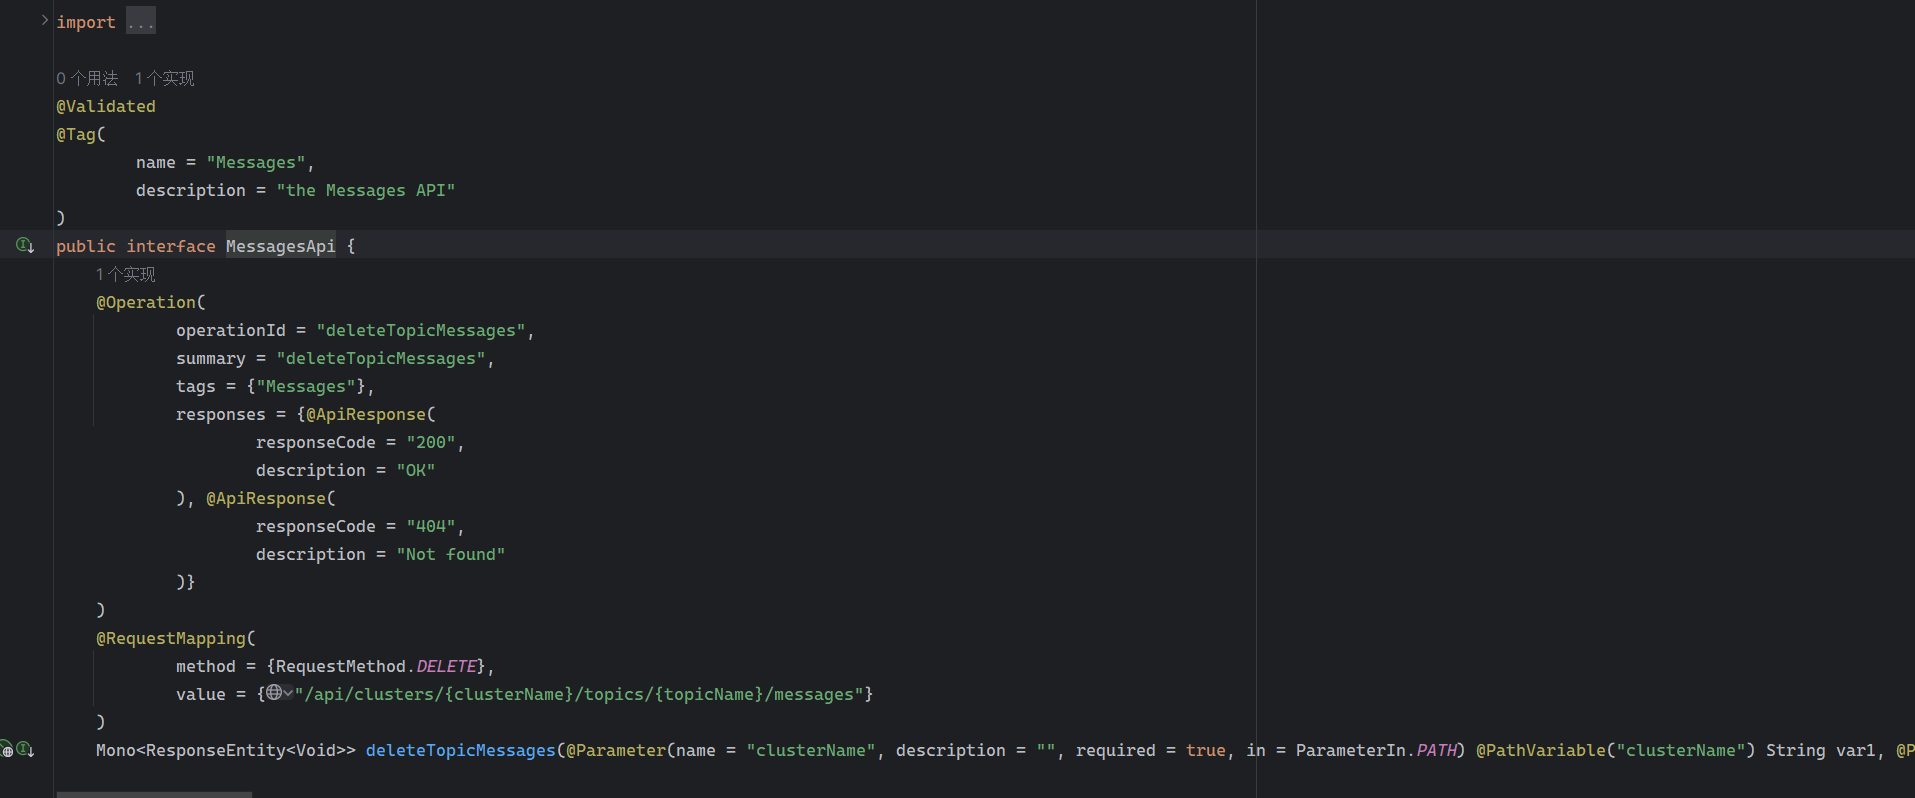 import ...
0 个用法 1 个实现
@Validated
@Tag(
name = "Messages",
description = "the Messages API"
)
public interface MessagesApi {
1 个实现
@Operation(
operationId = "deleteTopicMessages",
summary = "deleteTopicMessages",
tags = {"Messages"},
responses = {@ApiResponse(
responseCode = "200",
description = "OK"
), @ApiResponse(
responseCode = "404",
description = "Not found"
)}
)
@RequestMapping(
method = {RequestMethod.DELETE},
value = {"/api/clusters/{clusterName}/topics/{topicName}/messages"}
)
Mono<ResponseEntity<Void>> deleteTopicMessages(@Parameter(name = "clusterName", description = "", required = true, in = ParameterIn.PATH) @PathVariable("clusterName") String var1, @P